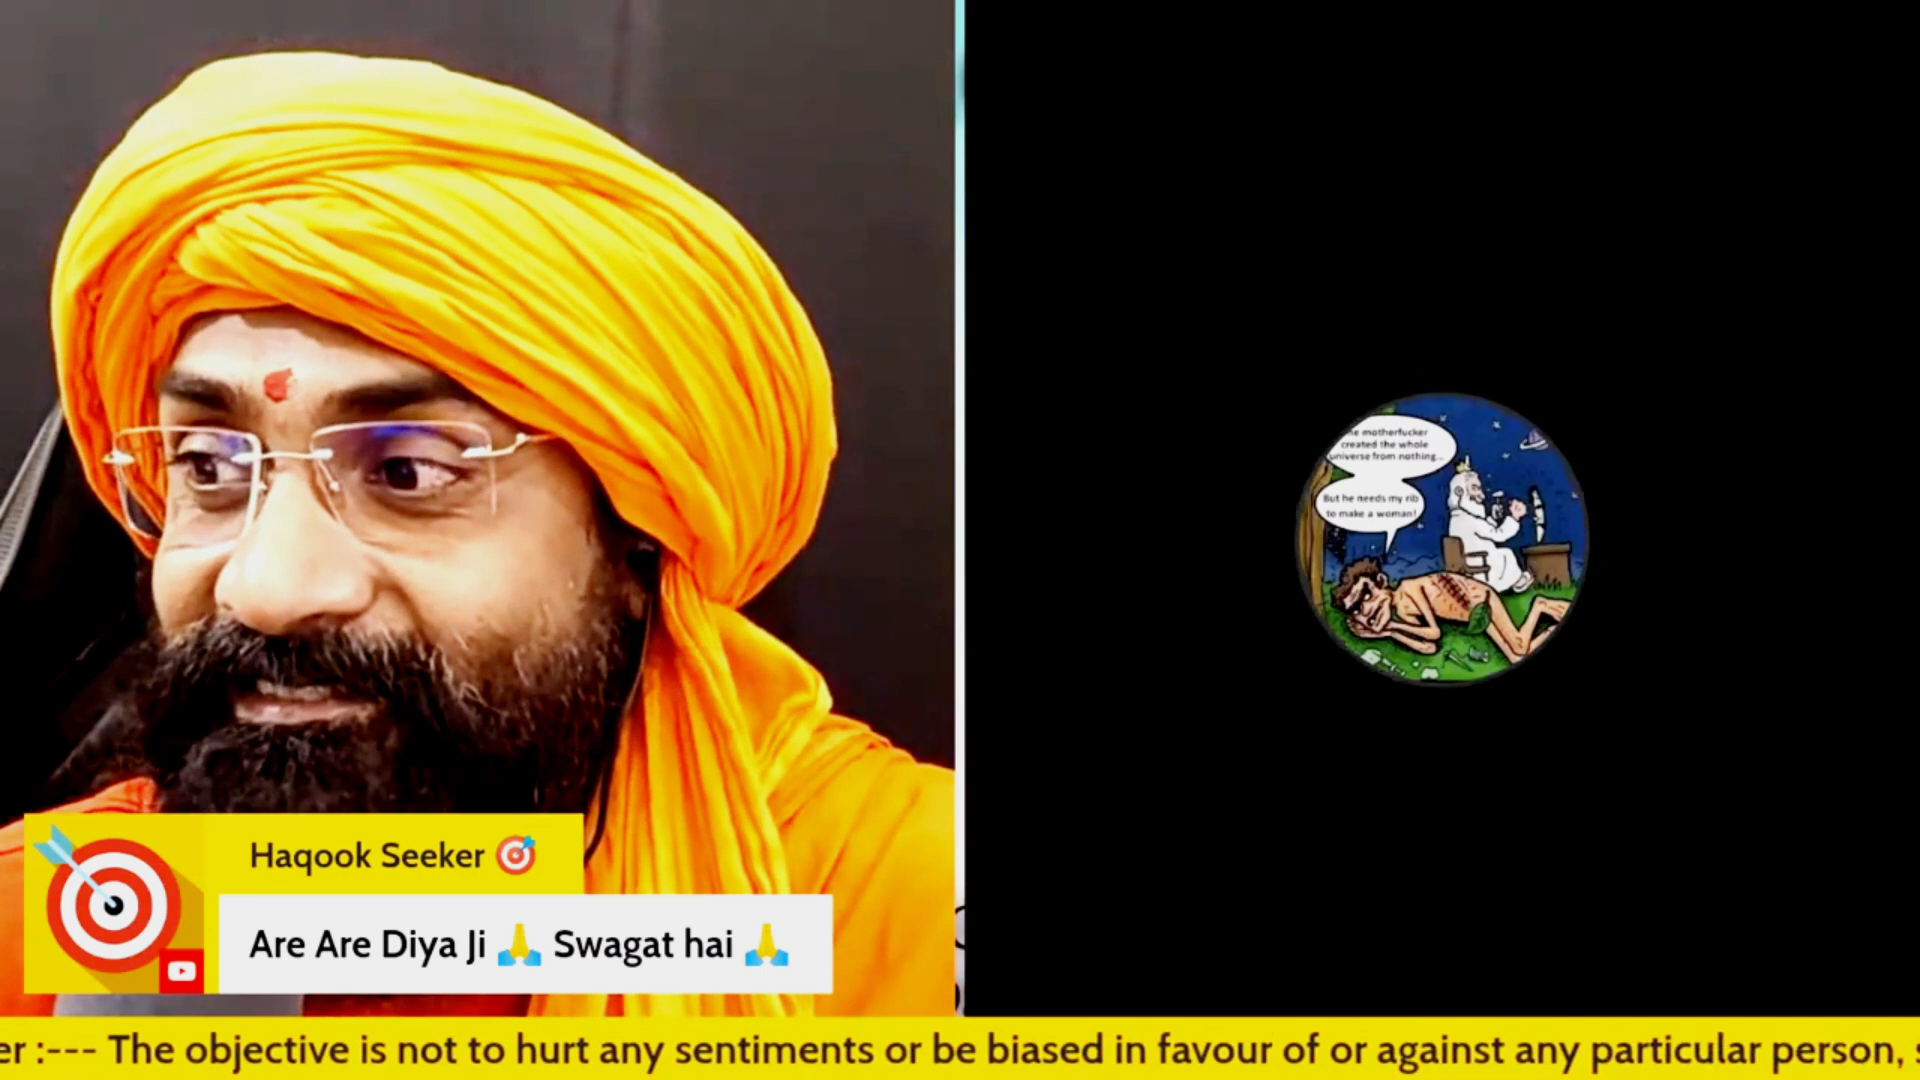 he motherfucker
created the whole
universe from nothing...
But he needs my rib
to make a woman!
Haqook Seeker 🎯
Are Are Diya Ji 🙏 Swagat hai 🙏
er :--- The objective is not to hurt any sentiments or be biased in favour of or against any particular person, s